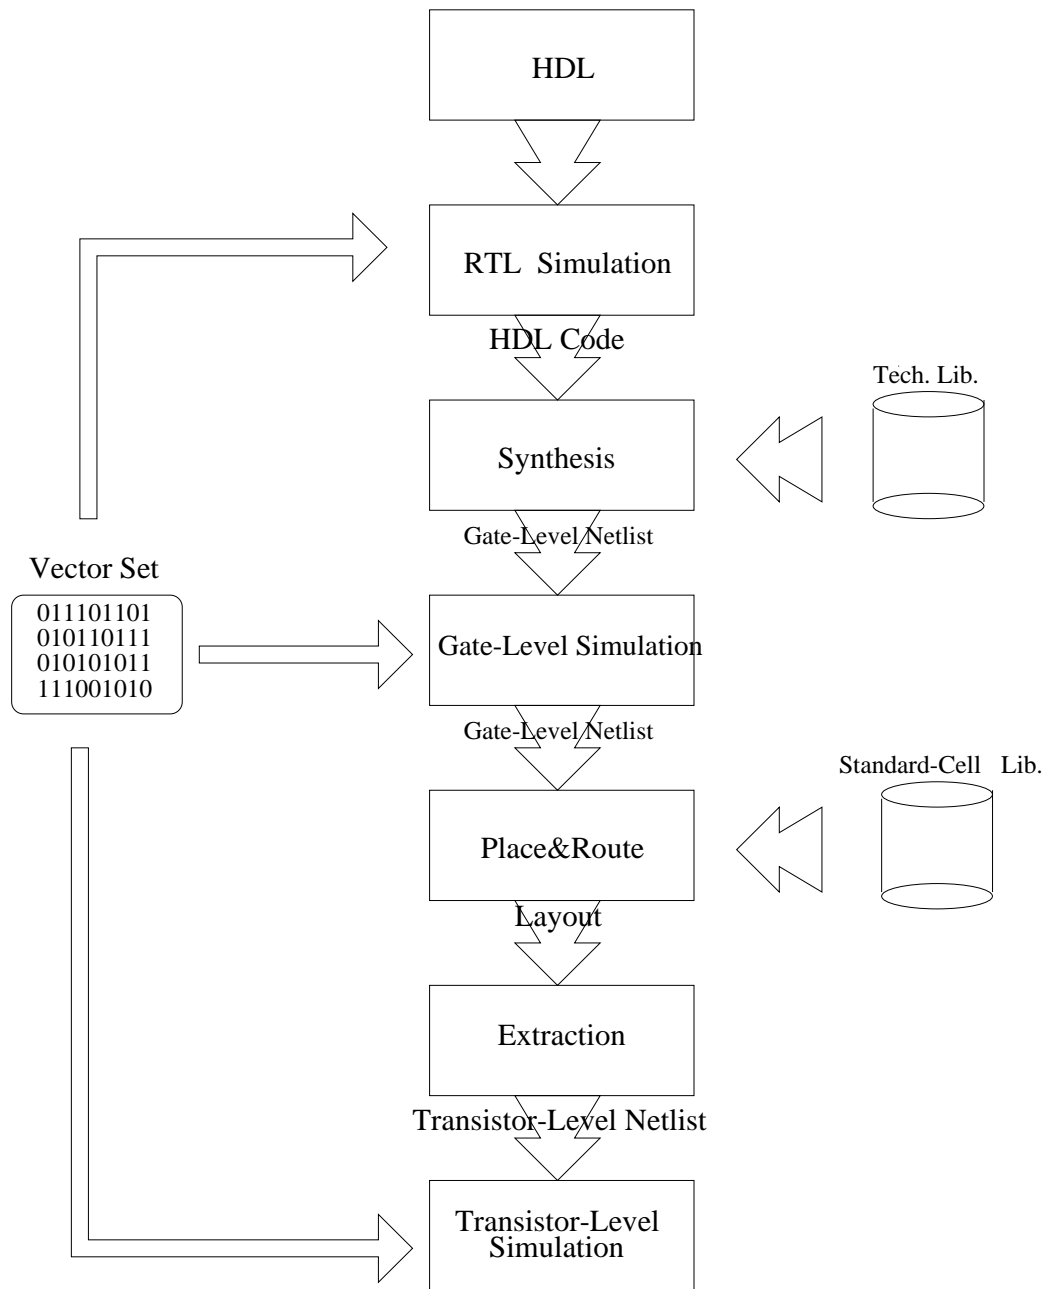 HDL
RTL Simulation
HDL Code
Tech. Lib.
Synthesis
Gate-Level Netlist
Vector Set
011101101
010110111
010101011
111001010
Gate-Level Simulation
Gate-Level Netlist
Standard-Cell Lib.
Place&Route
Layout
Extraction
Transistor-Level Netlist
Transistor-Level
Simulation